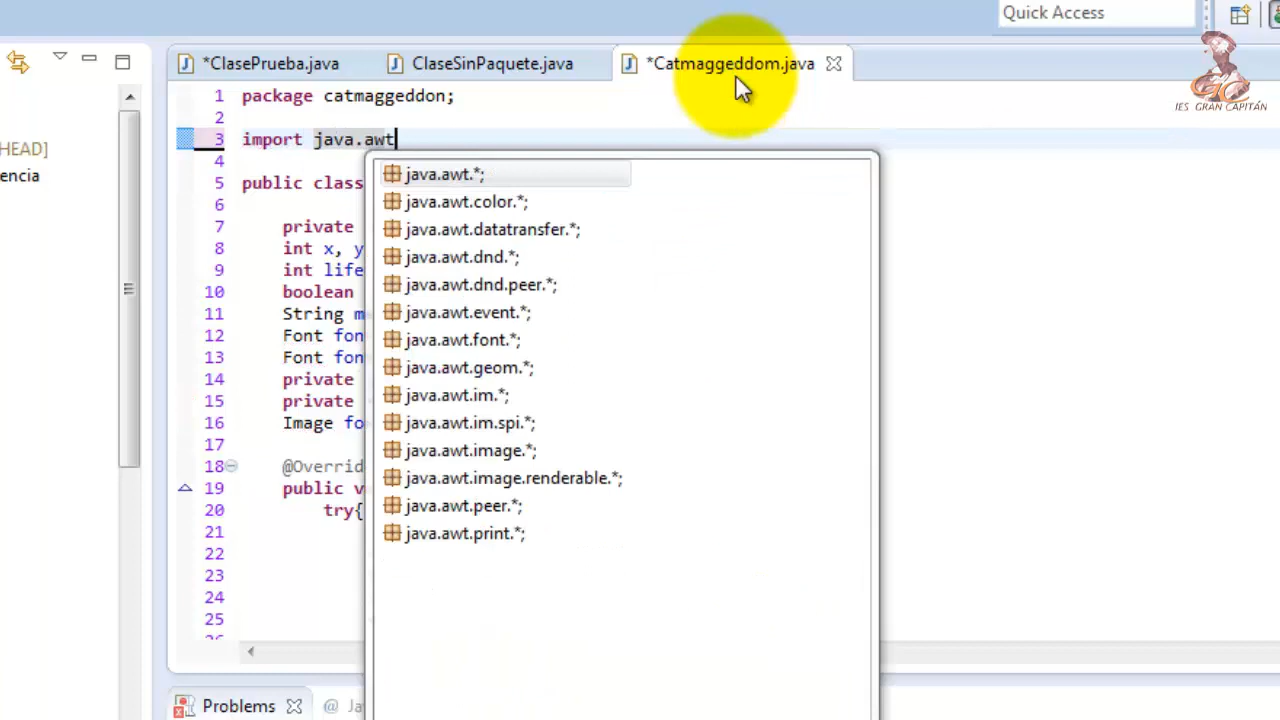 Quick Access
*ClasePrueba.java
ClaseSinPaquete.java
*Catmaggeddom.java
IES GRAN CAPITÁN
HEAD]
encia
1 package catmaggeddon;
2
3 import java.awt
4
5 public class
6
7 private
8 int x, y
9 int life
10 boolean
11 String m
12 Font fon
13 Font fon
14 private
15 private
16 Image fo
17
18 @Overrid
19 public v
20 try{
21
22
23
24
25
java.awt.*;
java.awt.color.*;
java.awt.datatransfer.*;
java.awt.dnd.*;
java.awt.dnd.peer.*;
java.awt.event.*;
java.awt.font.*;
java.awt.geom.*;
java.awt.im.*;
java.awt.im.spi.*;
java.awt.image.*;
java.awt.image.renderable.*;
java.awt.peer.*;
java.awt.print.*;
Problems
@ Ja